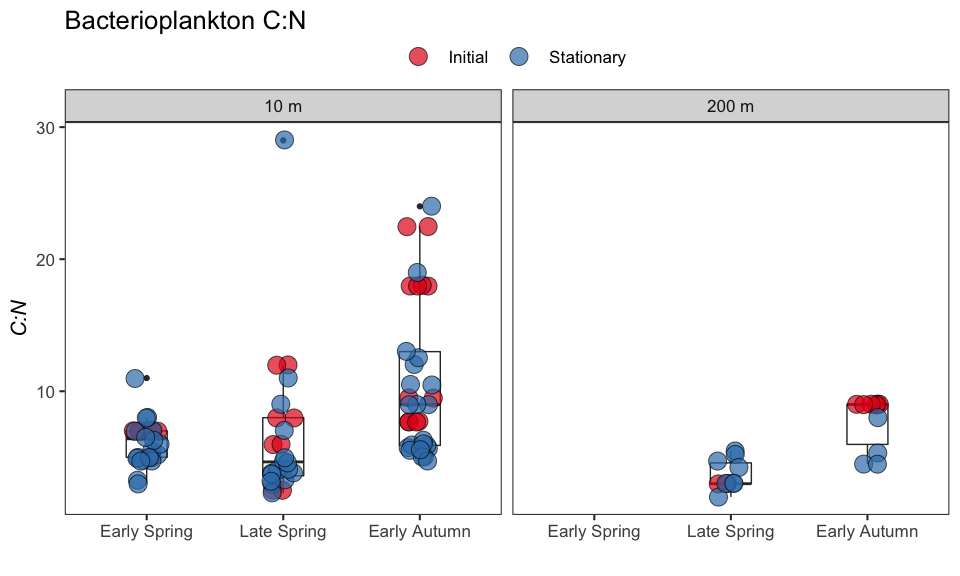 Bacterioplankton C:N
Initial Stationary
10 m 200 m
30
20
10
C:N
Early Spring Late Spring Early Autumn Early Spring Late Spring Early Autumn